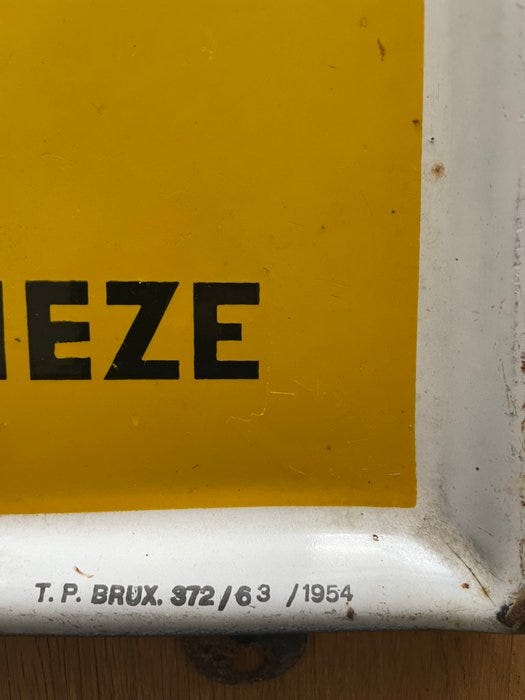 IEZE
T. P. BRUX. 372/63 /1954